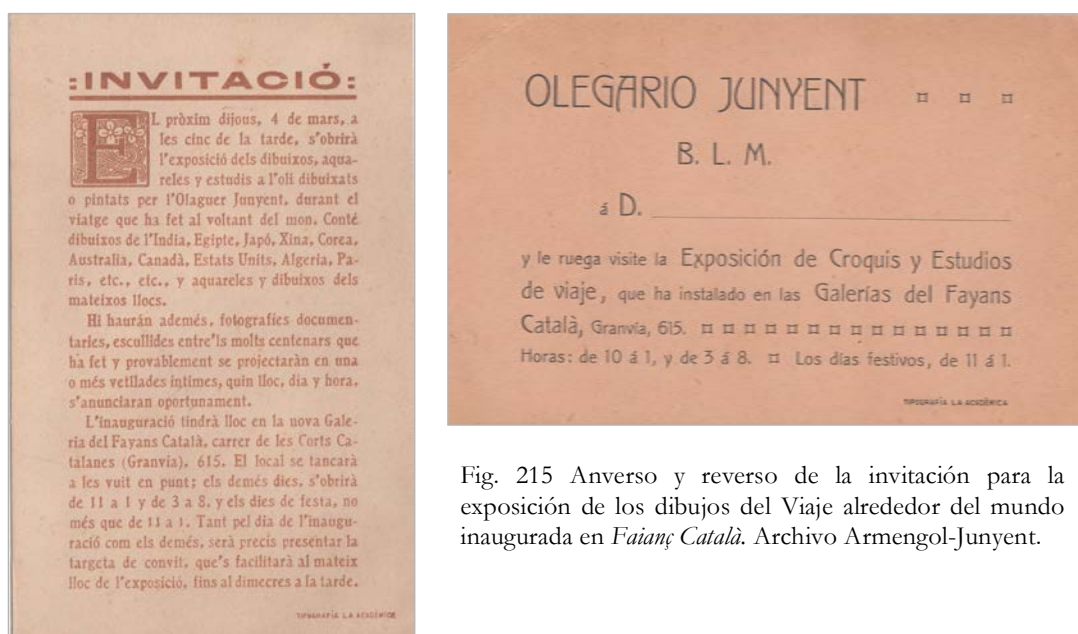 :INVITACIÓ:
EL pròxim dijous, 4 de mars, a
les cinc de la tarde, s'obrirà
l'exposició dels dibuixos, aqua-
reles y estudis a l'oli dibuixats
o pintats per l'Olaguer Junyent, durant el
viatge que ha fet al voltant del mon. Conté
dibuixos de l'India, Egipte, Japó, Xina, Corea,
Australia, Canadà, Estats Units, Algeria, Pa-
ris, etc., etc., y aquareles y dibuixos dels
mateixos llocs.
Hi haurán además, fotografies documen-
tarles, escullides entre'ls molts centenars que
ha fet y provablement se projectaràn en una
o més vetllades intimes, quin lloc, dia y hora,
s'anunciaran oportunament.
L'inauguració tindrà lloc en la nova Gale-
ria del Fayans Català, carrer de les Corts Ca-
talanes (Granvia), 615. El local se tancarà
a les vuit en punt; els demés dies, s'obrirà
de 11 a 1 y de 3 a 8, y els dies de festa, no
més que de 11 a 1. Tant pel dia de l'inaugu-
ració com els demés, serà precis presentar la
targeta de convit, que's facilitarà al mateix
lloc de l'exposició, fins al dimecres a la tarde.
TIPOGRAFÍA LA ACADÉMICA
OLEGARIO JUNYENT
B. L. M.
á D.
y le ruega visite la Exposición de Croquis y Estudios
de viaje, que ha instalado en las Galerías del Fayans
Català, Granvía, 615.
Horas: de 10 á 1, y de 3 á 8. Los días festivos, de 11 á 1.
TIPOGRAFÍA LA ACADÉMICA
Fig. 215 Anverso y reverso de la invitación para la
exposición de los dibujos del Viaje alrededor del mundo
inaugurada en Faianç Català. Archivo Armengol-Junyent.